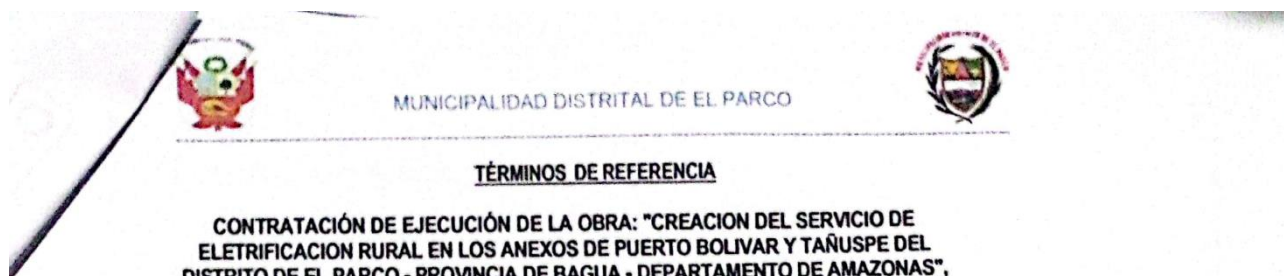 MUNICIPALIDAD DISTRITAL DE EL PARCO
TÉRMINOS DE REFERENCIA
CONTRATACIÓN DE EJECUCIÓN DE LA OBRA: "CREACION DEL SERVICIO DE
ELETRIFICACION RURAL EN LOS ANEXOS DE PUERTO BOLIVAR Y TAÑUSPE DEL
DISTRITO DE EL PARCO - PROVINCIA DE BAGUA - DEPARTAMENTO DE AMAZONAS",